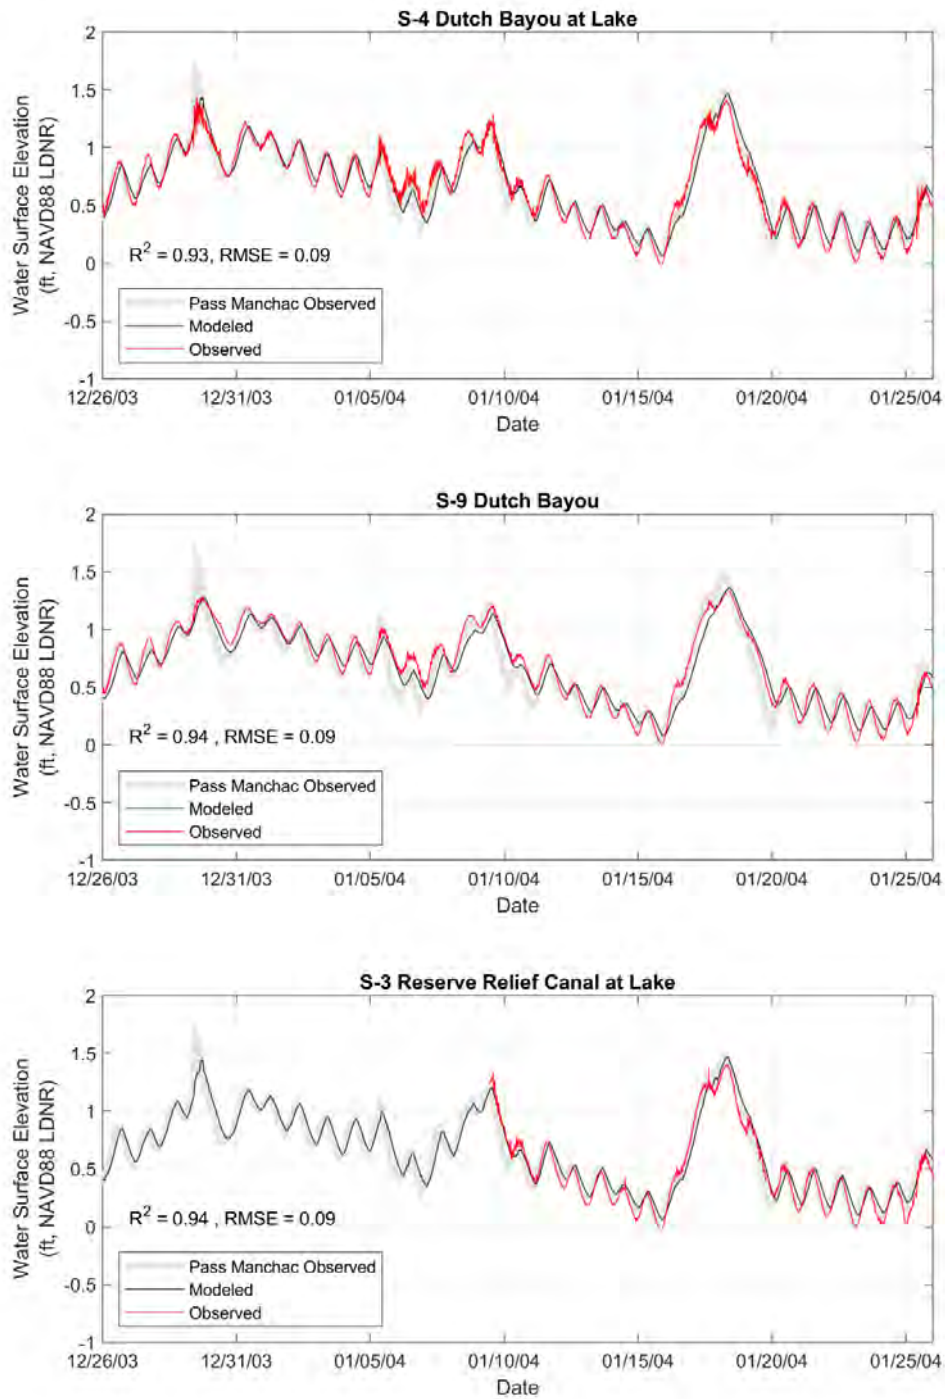 S-4 Dutch Bayou at Lake
Water Surface Elevation
(ft, NAVD88 LDNR)
2
1.5
1
0.5
0
-0.5
-1
R² = 0.93, RMSE = 0.09
Pass Manchac Observed
Modeled
Observed
12/26/03 12/31/03 01/05/04 01/10/04 01/15/04 01/20/04 01/25/04
Date
S-9 Dutch Bayou
Water Surface Elevation
(ft, NAVD88 LDNR)
2
1.5
1
0.5
0
-0.5
-1
R² = 0.94 , RMSE = 0.09
Pass Manchac Observed
Modeled
Observed
12/26/03 12/31/03 01/05/04 01/10/04 01/15/04 01/20/04 01/25/04
Date
S-3 Reserve Relief Canal at Lake
Water Surface Elevation
(ft, NAVD88 LDNR)
2
1.5
1
0.5
0
-0.5
-1
R² = 0.94 , RMSE = 0.09
Pass Manchac Observed
Modeled
Observed
12/26/03 12/31/03 01/05/04 01/10/04 01/15/04 01/20/04 01/25/04
Date